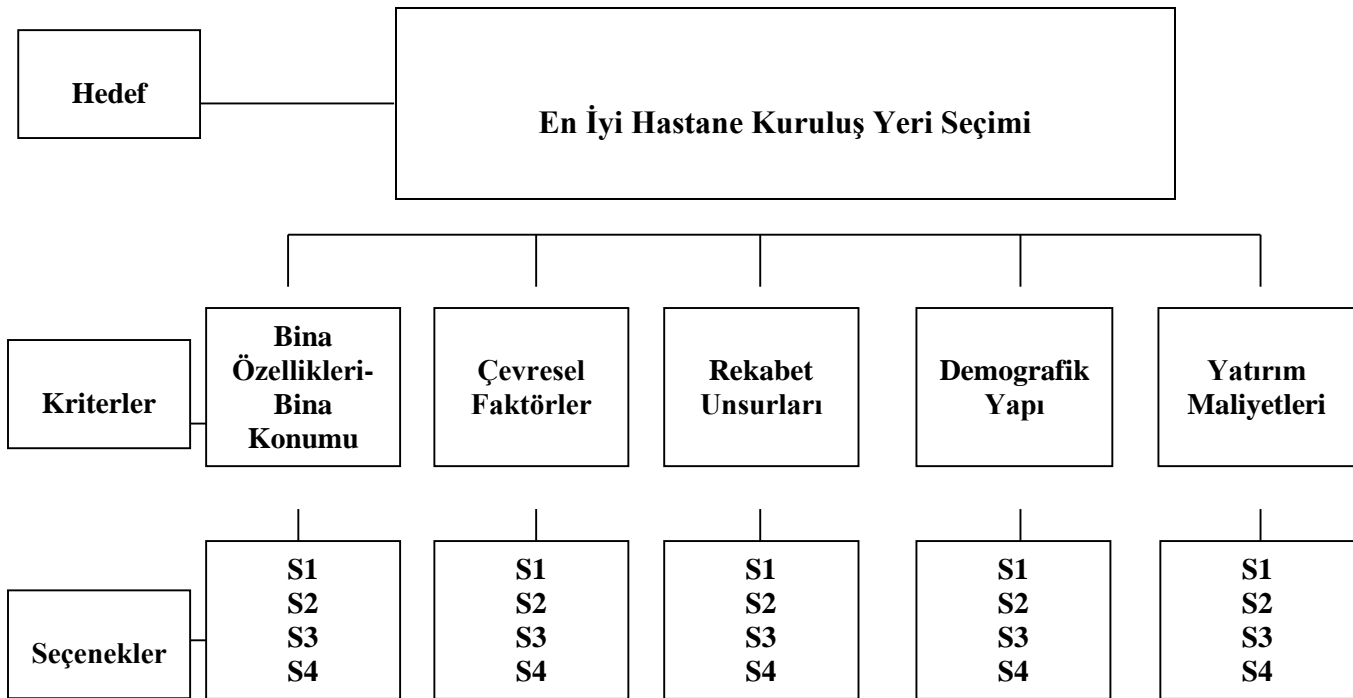 Hedef
En İyi Hastane Kuruluş Yeri Seçimi
Kriterler
Bina
Özellikleri-
Bina
Konumu
Çevresel
Faktörler
Rekabet
Unsurları
Demografik
Yapı
Yatırım
Maliyetleri
Seçenekler
S1
S2
S3
S4
S1
S2
S3
S4
S1
S2
S3
S4
S1
S2
S3
S4
S1
S2
S3
S4